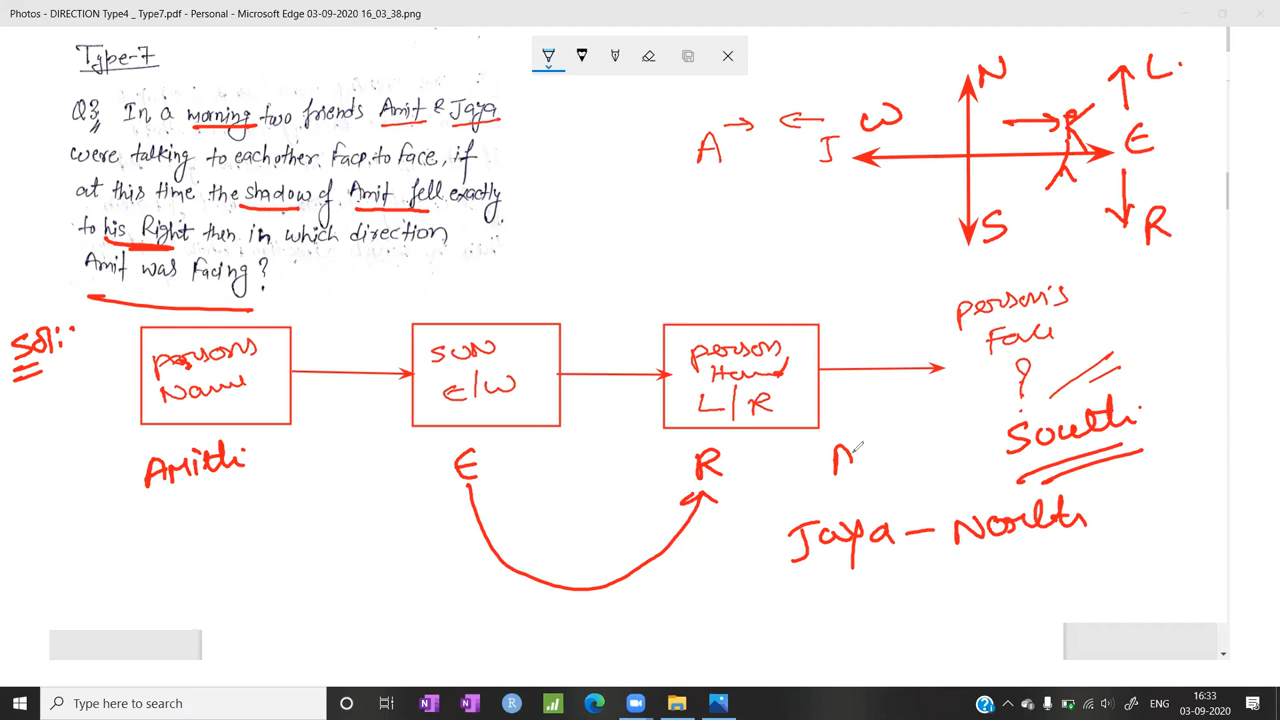 Photos - DIRECTION Type4 _ Type7.pdf - Personal - Microsoft Edge 03-09-2020 16_03_38.png
Type-7
Q3, In a morning two friends Amit & Jaya
were talking to eachother Face to face, if
at this time the shadow of Amit fell exactly
to his Right then in which direction
Amit was Facing?
A J
W N E S L. R
Sol:-
persons
Name
SUN
E/W
person
Hand
L/R
person's
Face
?
South
Amith
E
R
A
Jaya - North
Type here to search
ENG
16:33
03-09-2020